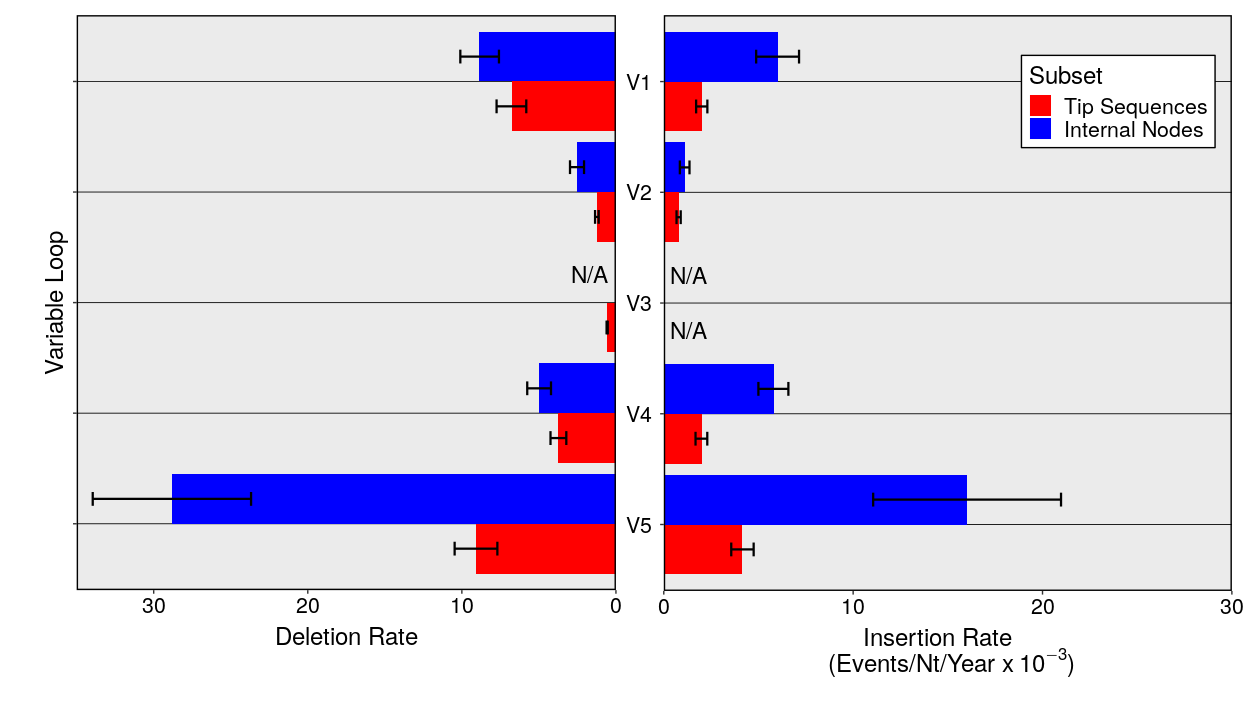 Subset
Tip Sequences
Internal Nodes
V1
V2
N/A
N/A
V3
N/A
V4
V5
Variable Loop
30
20
10
0
0
10
20
30
Deletion Rate
Insertion Rate
(Events/Nt/Year x 10⁻³)